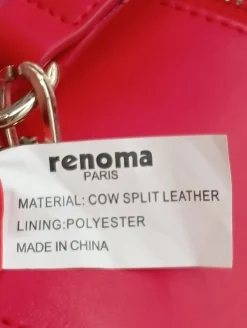 renoma
PARIS
MATERIAL: COW SPLIT LEATHER
LINING:POLYESTER
MADE IN CHINA